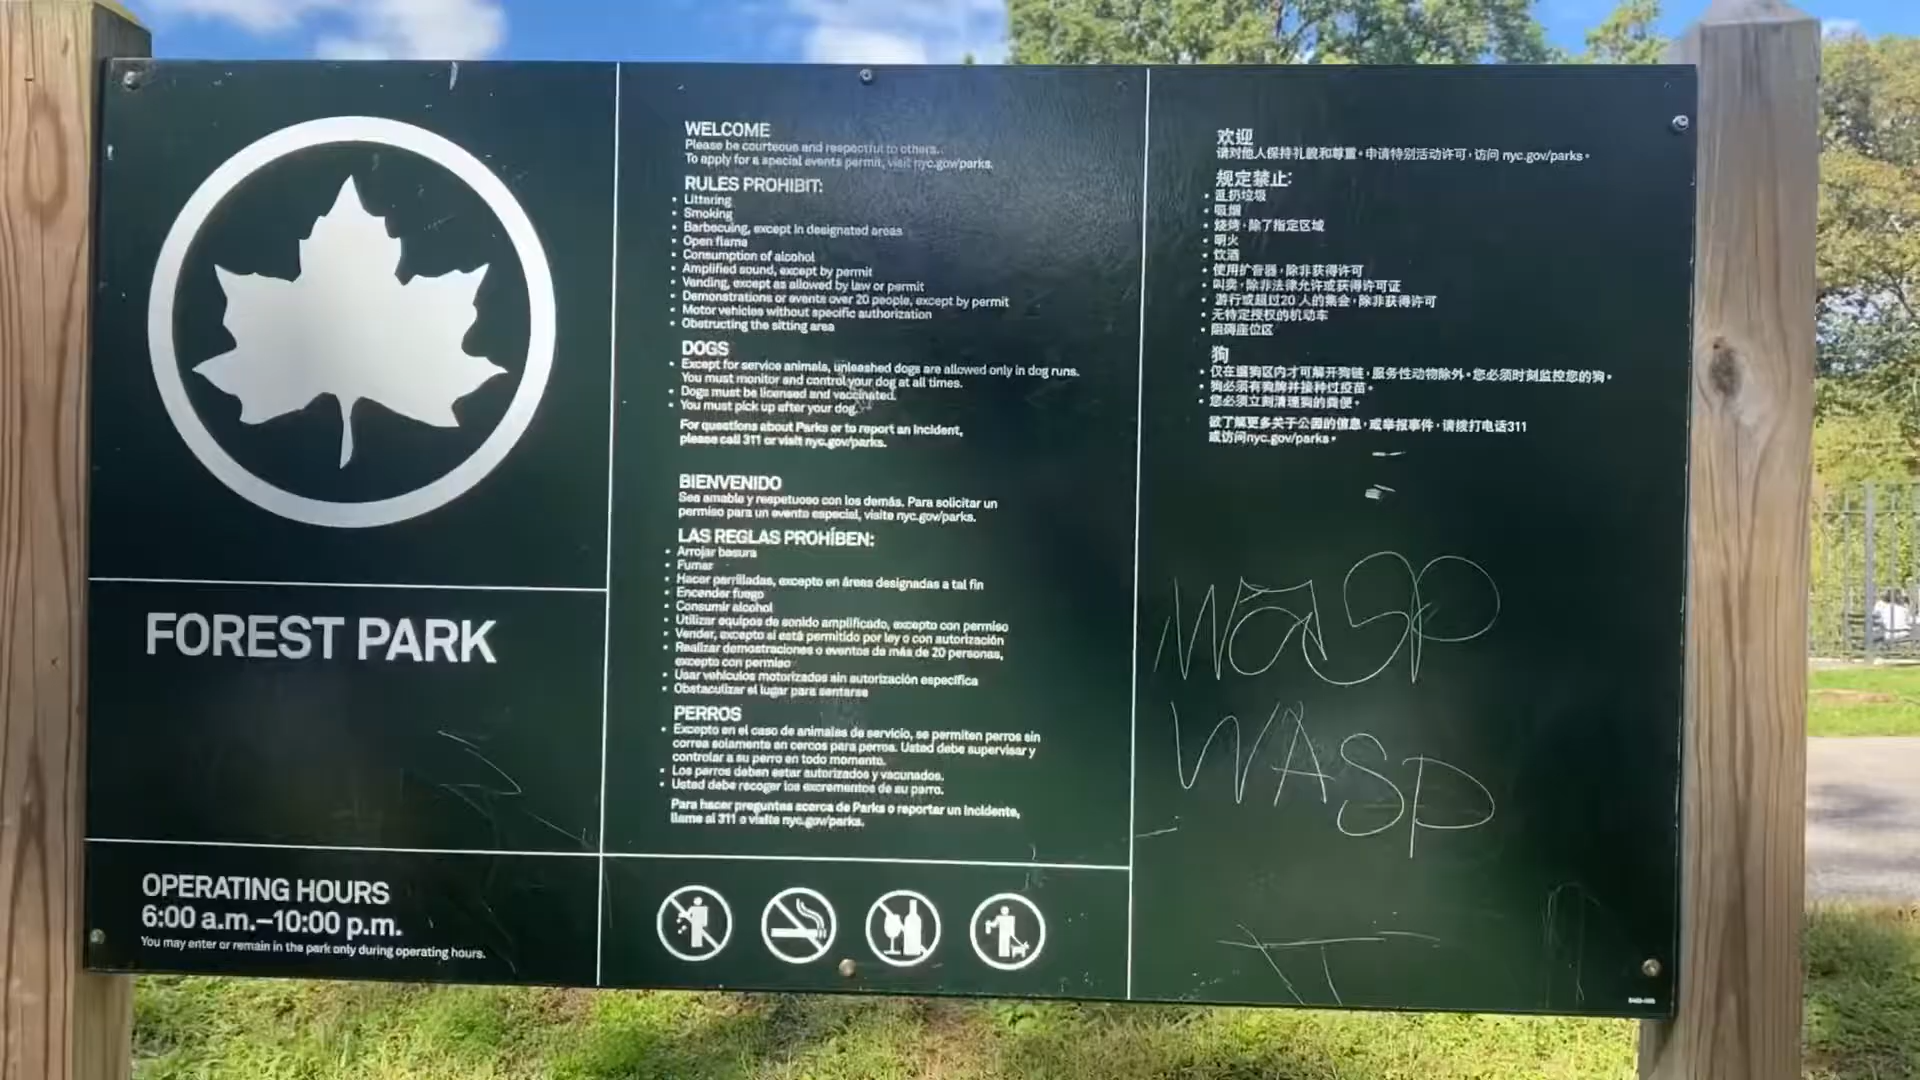 FOREST PARK
OPERATING HOURS
6:00 a.m.–10:00 p.m.
You may enter or remain in the park only during operating hours.
WELCOME
Please be courteous and respectful to others.
To apply for a special events permit, visit nyc.gov/parks.
RULES PROHIBIT:
• Littering
• Smoking
• Barbecuing, except in designated areas
• Open flame
• Consumption of alcohol
• Amplified sound, except by permit
• Vending, except as allowed by law or permit
• Demonstrations or events over 20 people, except by permit
• Motor vehicles without specific authorization
• Obstructing the sitting area
DOGS
• Except for service animals, unleashed dogs are allowed only in dog runs.
You must monitor and control your dog at all times.
• Dogs must be licensed and vaccinated.
• You must pick up after your dog.
For questions about Parks or to report an incident,
please call 311 or visit nyc.gov/parks.
BIENVENIDO
Sea amable y respetuoso con los demás. Para solicitar un
permiso para un evento especial, visite nyc.gov/parks.
LAS REGLAS PROHÍBEN:
• Arrojar basura
• Fumar
• Hacer parrilladas, excepto en áreas designadas a tal fin
• Encender fuego
• Consumir alcohol
• Utilizar equipos de sonido amplificado, excepto con permiso
• Vender, excepto si está permitido por ley o con autorización
• Realizar demostraciones o eventos de más de 20 personas,
excepto con permiso
• Usar vehículos motorizados sin autorización específica
• Obstaculizar el lugar para sentarse
PERROS
• Excepto en el caso de animales de servicio, se permiten perros sin
correa solamente en cercos para perros. Usted debe supervisar y
controlar a su perro en todo momento.
• Los perros deben estar autorizados y vacunados.
• Usted debe recoger los excrementos de su perro.
Para hacer preguntas acerca de Parks o reportar un incidente,
llame al 311 o visite nyc.gov/parks.
欢迎
请对他人保持礼貌和尊重。申请特别活动许可，访问 nyc.gov/parks。
规定禁止：
• 乱扔垃圾
• 吸烟
• 烧烤，除了指定区域
• 明火
• 饮酒
• 使用扩音器，除非获得许可
• 叫卖，除非法律允许或获得许可证
• 游行或超过20 人的集会，除非获得许可
• 无特定授权的机动车
• 阻碍座位区
狗
• 仅在遛狗区内才可解开狗链，服务性动物除外。您必须时刻监控您的狗。
• 狗必须有狗牌并接种过疫苗。
• 您必须立刻清理狗的粪便。
欲了解更多关于公园的信息，或举报事件，请拨打电话311
或访问nyc.gov/parks。
WaSP
WASP